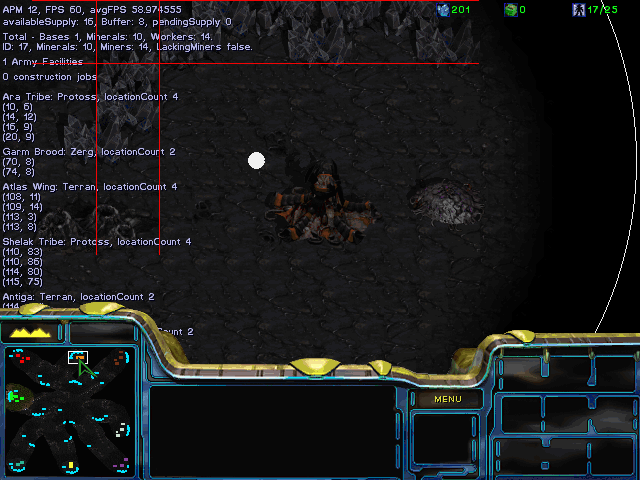 APM 12, FPS 60, avgFPS 58.974555
201
0
17/25
availableSupply: 16, Buffer: 8, pendingSupply 0
Total - Bases 1, Minerals 10, Workers: 14.
ID: 17, Minerals: 10, Miners: 14, LackingMiners false.
1 Army Facilities
0 construction jobs
Ara Tribe: Protoss, locationCount 4
(10, 6)
(14, 12)
(16, 9)
(20, 9)
Garm Brood: Zerg, locationCount 2
(70, 8)
(74, 8)
Atlas Wing: Terran, locationCount 4
(108, 11)
(109, 14)
(113, 3)
(113, 8)
Shelak Tribe: Protoss, locationCount 4
(110, 83)
(110, 86)
(114, 80)
(115, 75)
Antiga: Terran, locationCount 2
(114
ount 2
MENU